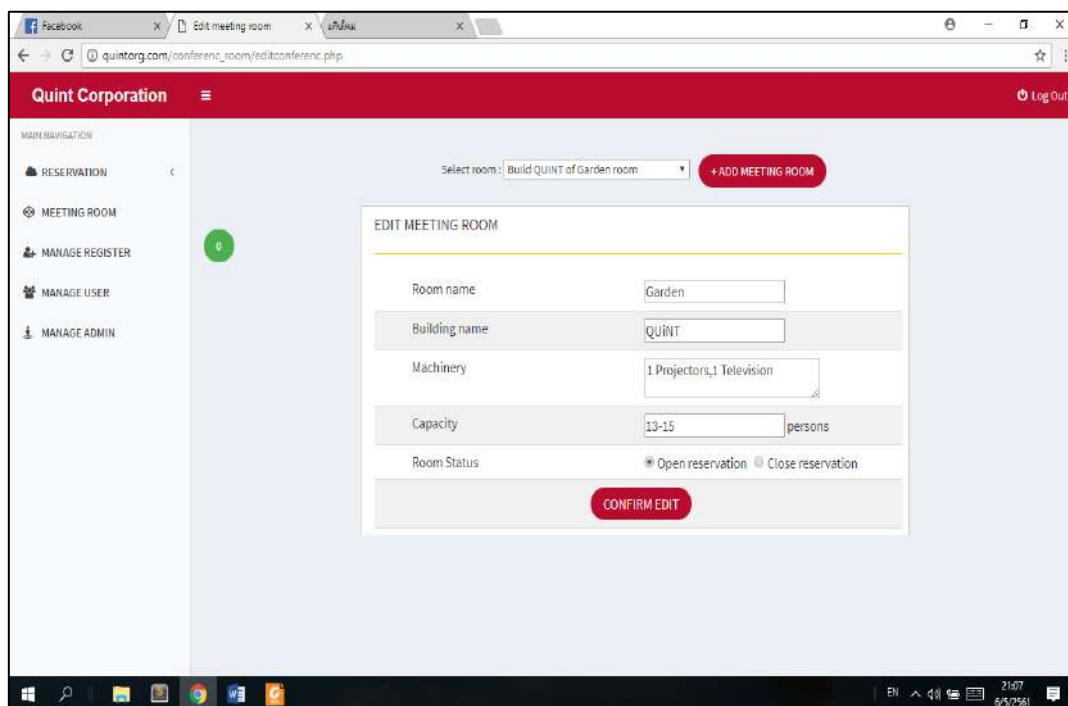 Facebook
Edit meeting room
quintorg.com/conferenc_room/editconferenc.php
Quint Corporation
Log Out
MAIN NAVIGATION
Select room : Build QUINT of Garden room
+ ADD MEETING ROOM
RESERVATION
MEETING ROOM
EDIT MEETING ROOM
MANAGE REGISTER
0
MANAGE USER
MANAGE ADMIN
Room name Garden
Building name QUiNT
Machinery 1 Projectors,1 Television
Capacity 13-15 persons
Room Status Open reservation Close reservation
CONFIRM EDIT
EN
21:07
6/5/2561